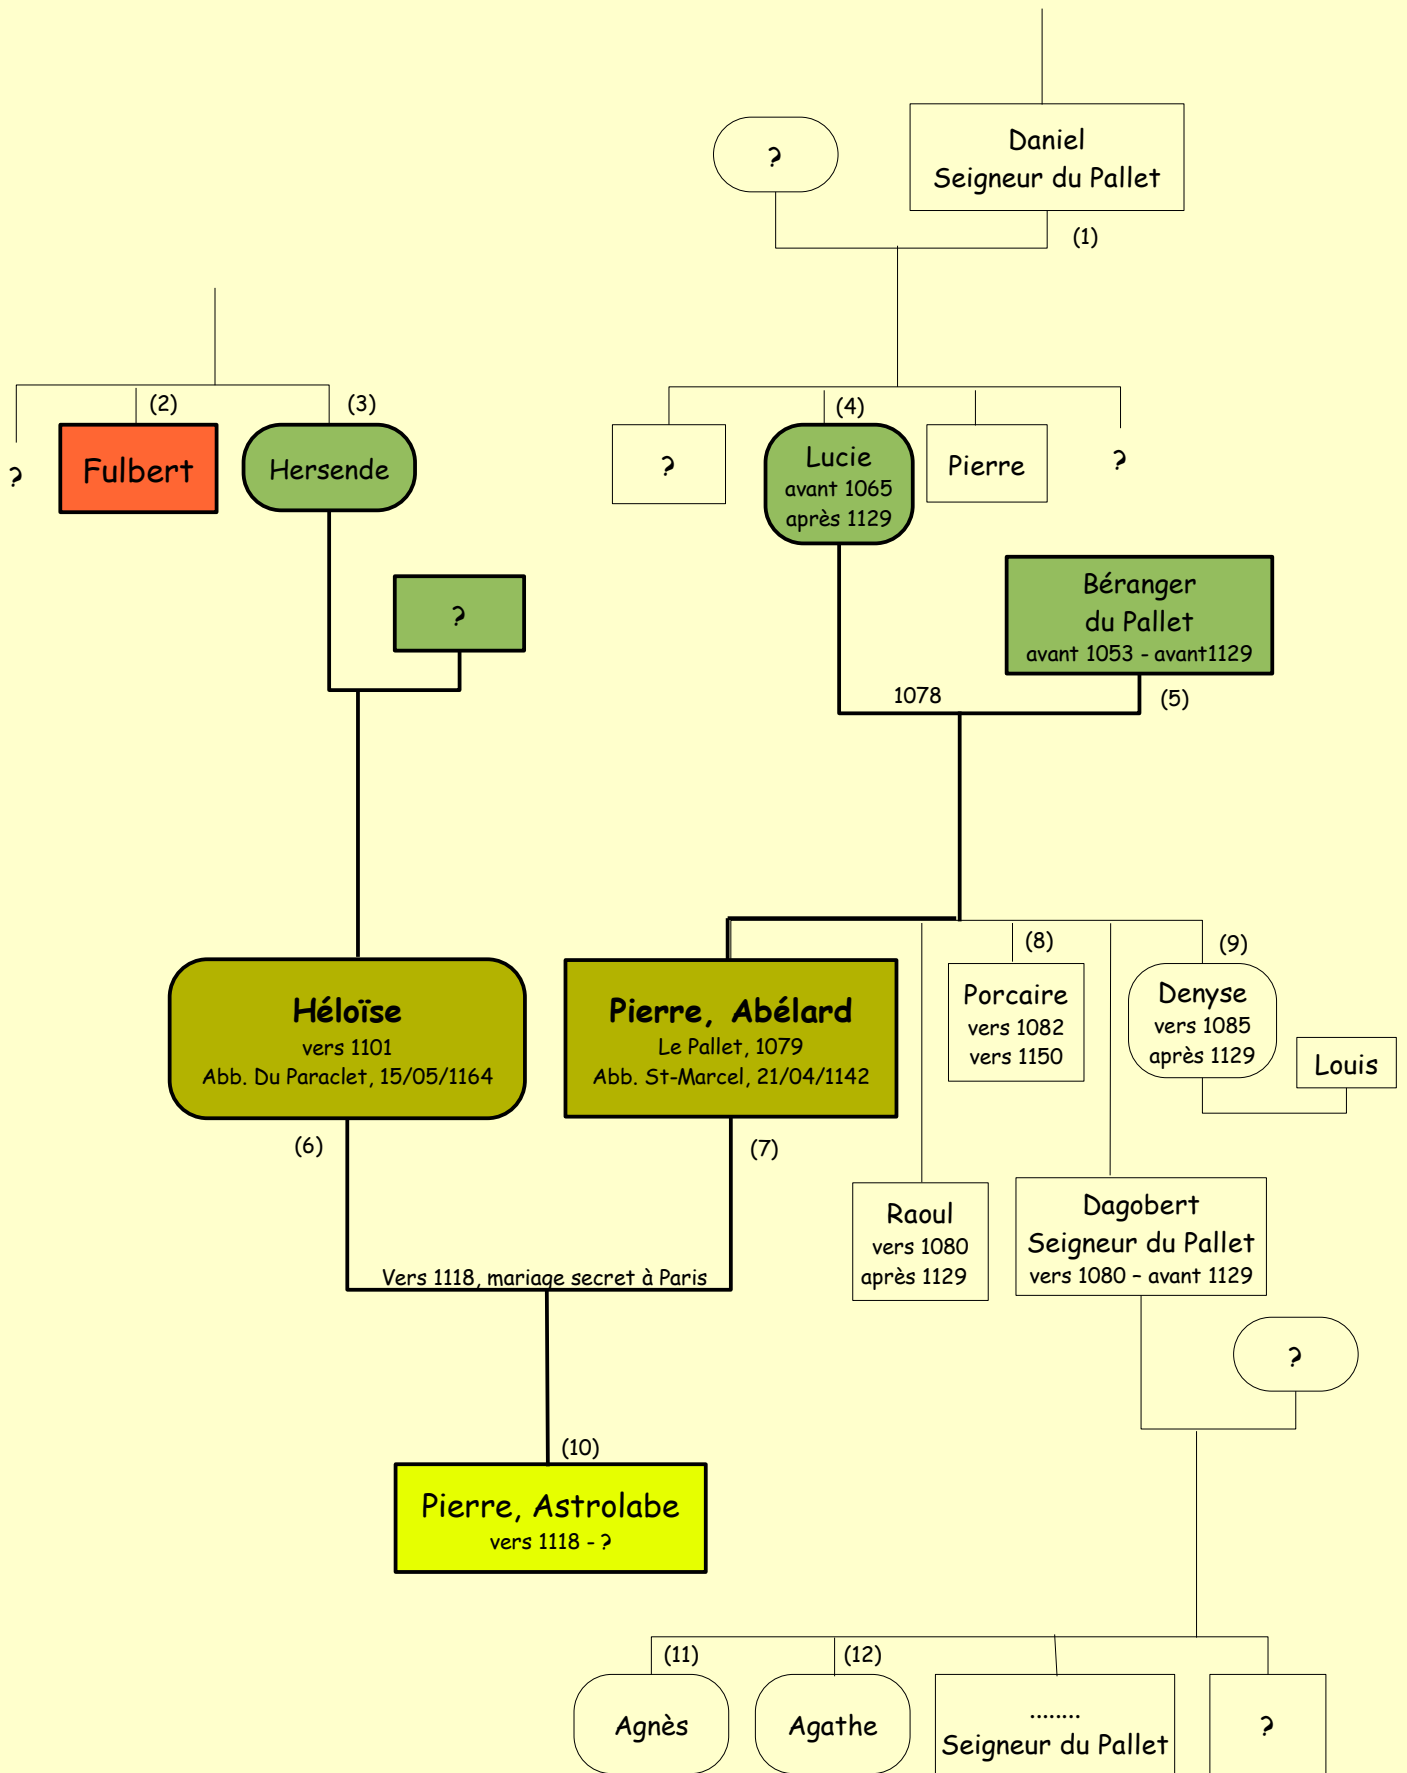 ?
Daniel
Seigneur du Pallet
(1)
(2)
(3)
?
Fulbert
Hersende
(4)
?
Lucie
avant 1065
après 1129
Pierre
?
?
Béranger
du Pallet
avant 1053 - avant1129
1078
(5)
Héloïse
vers 1101
Abb. Du Paraclet, 15/05/1164
(6)
Pierre, Abélard
Le Pallet, 1079
Abb. St-Marcel, 21/04/1142
(7)
(8)
Porcaire
vers 1082
vers 1150
(9)
Denyse
vers 1085
après 1129
Louis
Raoul
vers 1080
après 1129
Dagobert
Seigneur du Pallet
vers 1080 – avant 1129
Vers 1118, mariage secret à Paris
?
(10)
Pierre, Astrolabe
vers 1118 - ?
(11)
Agnès
(12)
Agathe
........
Seigneur du Pallet
?